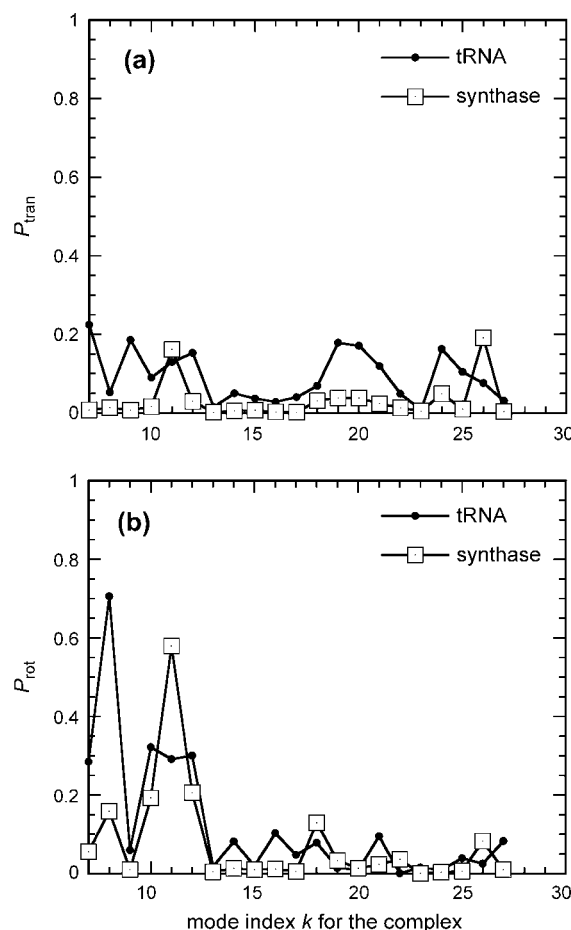 (a)
tRNA
synthase
1
0.8
0.6
0.4
0.2
0
P_tran
10 15 20 25 30
(b)
tRNA
synthase
1
0.8
0.6
0.4
0.2
0
P_rot
10 15 20 25 30
mode index k for the complex